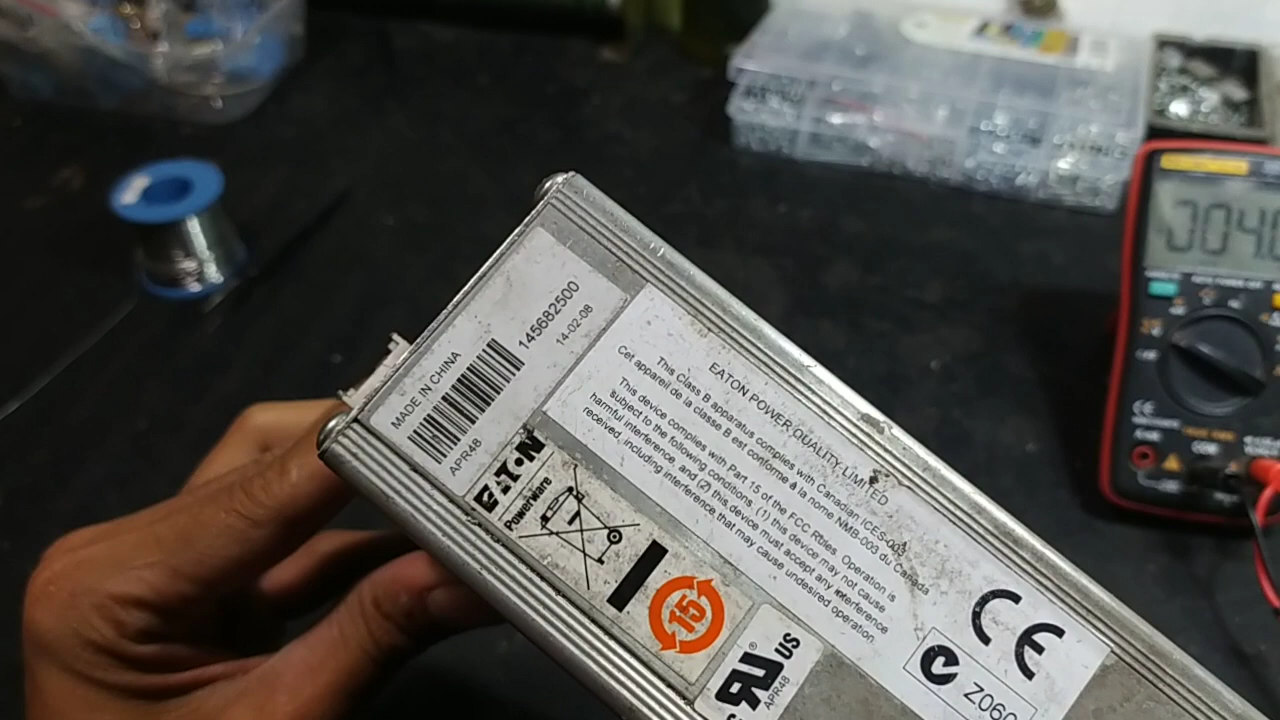 MADE IN CHINA
145682500
14-02-08
APR48
EATON
Powerware
15
EATON POWER QUALITY LIMITED
This Class B apparatus complies with Canadian ICES-003
Cet appareil de la classe B est conforme à la norme NMB-003 du Canada
This device complies with Part 15 of the FCC Rules. Operation is
subject to the following conditions. (1) this device may not cause
harmful interference, and (2) this device must accept any interference
received, including interference that may cause undesired operation.
CE
US
APR48
CE